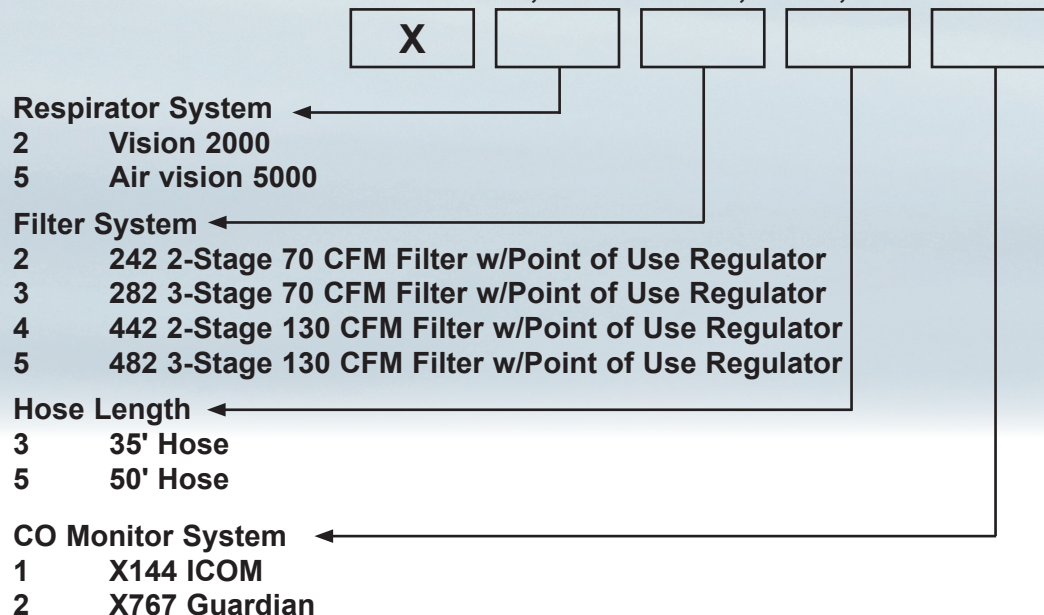 X
Respirator System
2 Vision 2000
5 Air vision 5000
Filter System
2 242 2-Stage 70 CFM Filter w/Point of Use Regulator
3 282 3-Stage 70 CFM Filter w/Point of Use Regulator
4 442 2-Stage 130 CFM Filter w/Point of Use Regulator
5 482 3-Stage 130 CFM Filter w/Point of Use Regulator
Hose Length
3 35' Hose
5 50' Hose
CO Monitor System
1 X144 ICOM
2 X767 Guardian